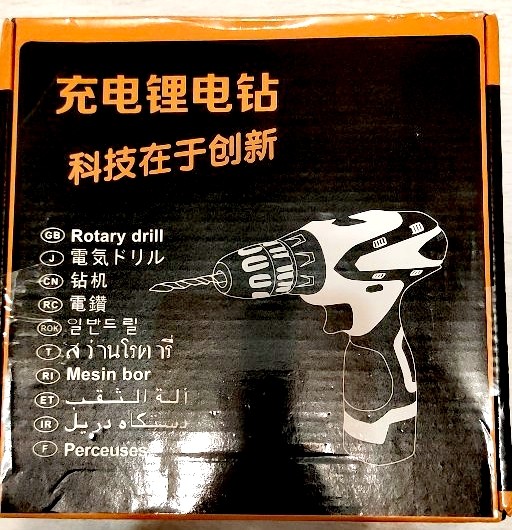 充电锂电钻
科技在于创新
GB Rotary drill
J 電気ドリル
CN 钻机
RC 電鑽
ROK 일반드릴
T สว่านโรตารี่
RI Mesin bor
ET آلة الثقب
IR دستگاه دریل
F Perceuses